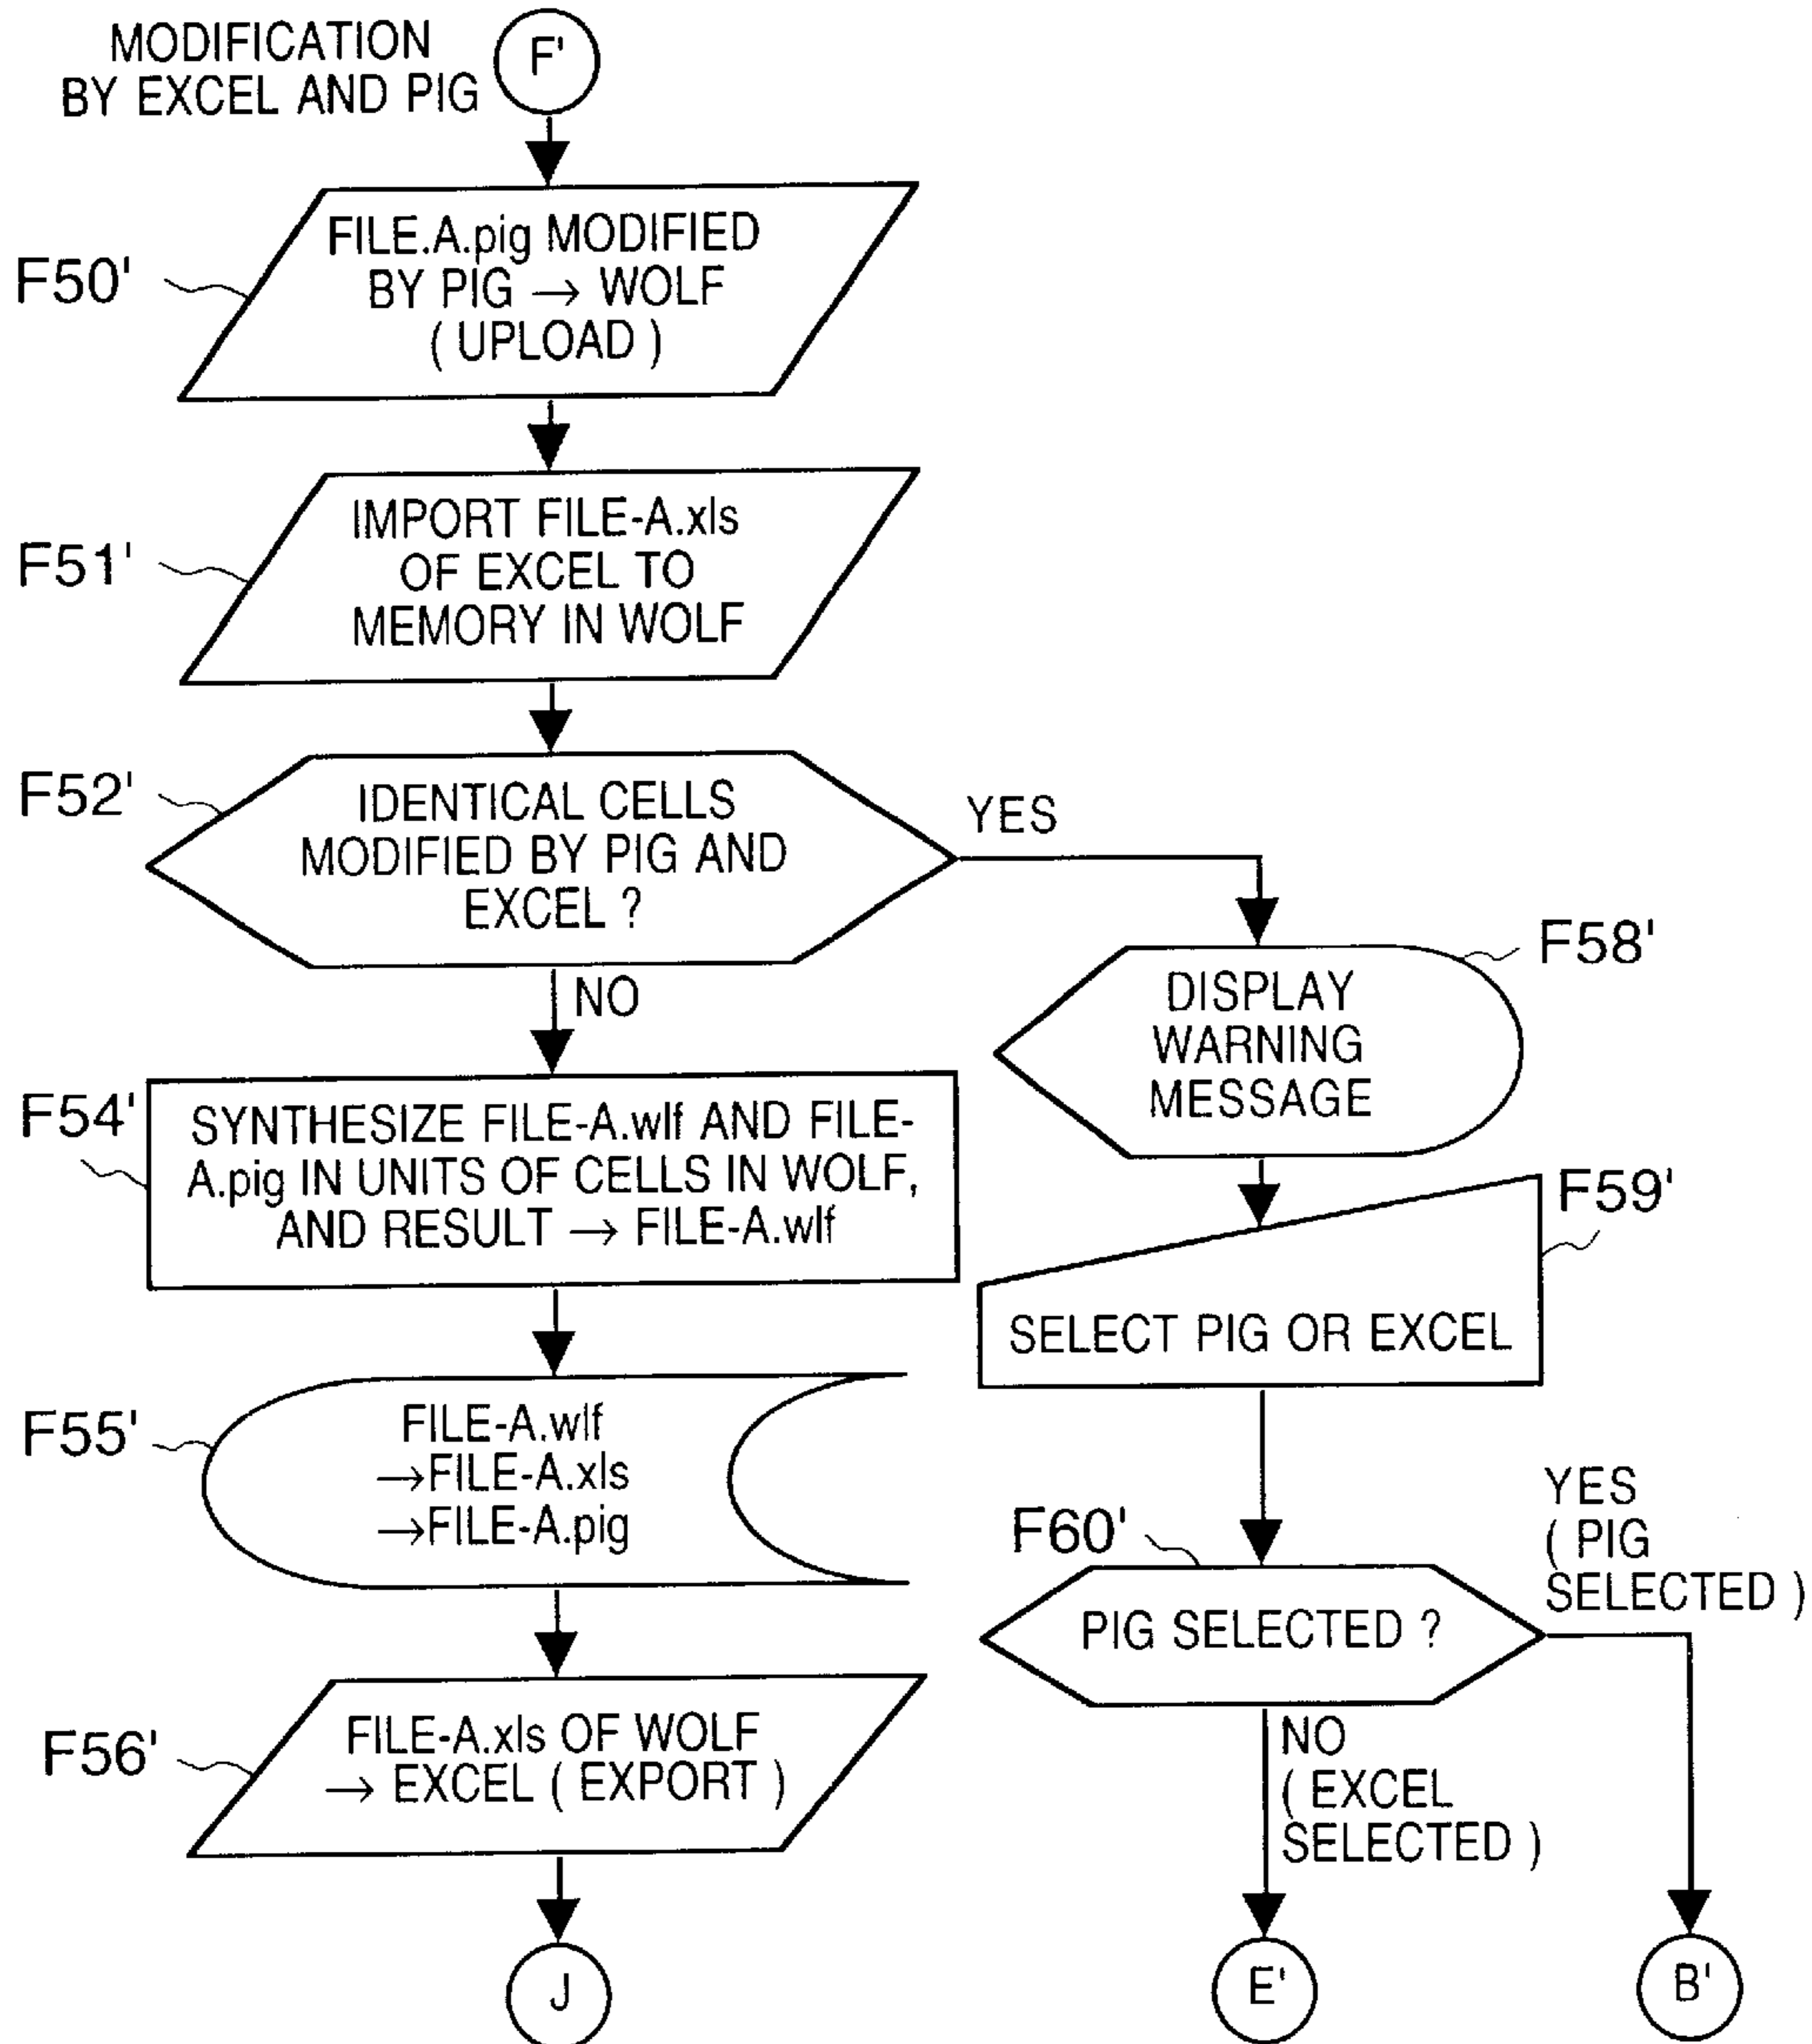 MODIFICATION
BY EXCEL AND PIG
F'
F50'
FILE.A.pig MODIFIED
BY PIG → WOLF
( UPLOAD )
F51'
IMPORT FILE-A.xls
OF EXCEL TO
MEMORY IN WOLF
F52'
IDENTICAL CELLS
MODIFIED BY PIG AND
EXCEL ?
YES
NO
F58'
DISPLAY
WARNING
MESSAGE
F54'
SYNTHESIZE FILE-A.wlf AND FILE-
A.pig IN UNITS OF CELLS IN WOLF,
AND RESULT → FILE-A.wlf
F59'
SELECT PIG OR EXCEL
F55'
FILE-A.wlf
→FILE-A.xls
→FILE-A.pig
F60'
PIG SELECTED ?
YES
( PIG
SELECTED )
F56'
FILE-A.xls OF WOLF
→ EXCEL ( EXPORT )
NO
( EXCEL
SELECTED )
J
E'
B'